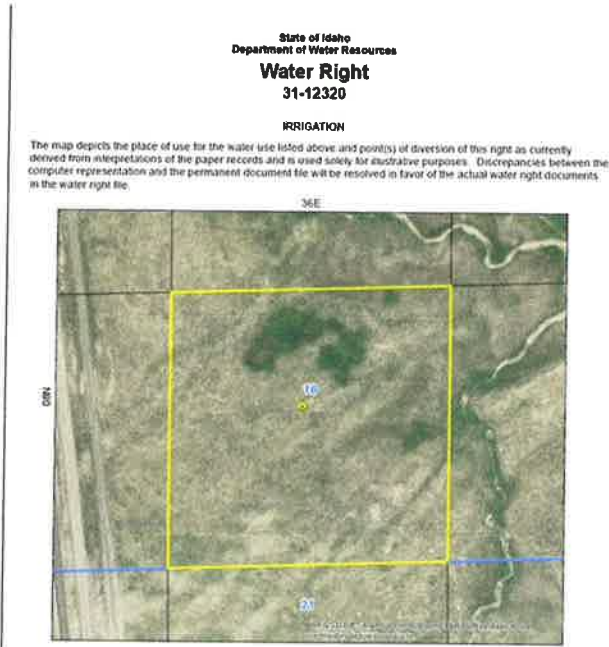 State of Idaho
Department of Water Resources
Water Right
31-12320
IRRIGATION
The map depicts the place of use for the water use listed above and point(s) of diversion of this right as currently
derived from interpretations of the paper records and is used solely for illustrative purposes. Discrepancies between the
computer representation and the permanent document file will be resolved in favor of the actual water right documents
in the water right file.
36E
16
21